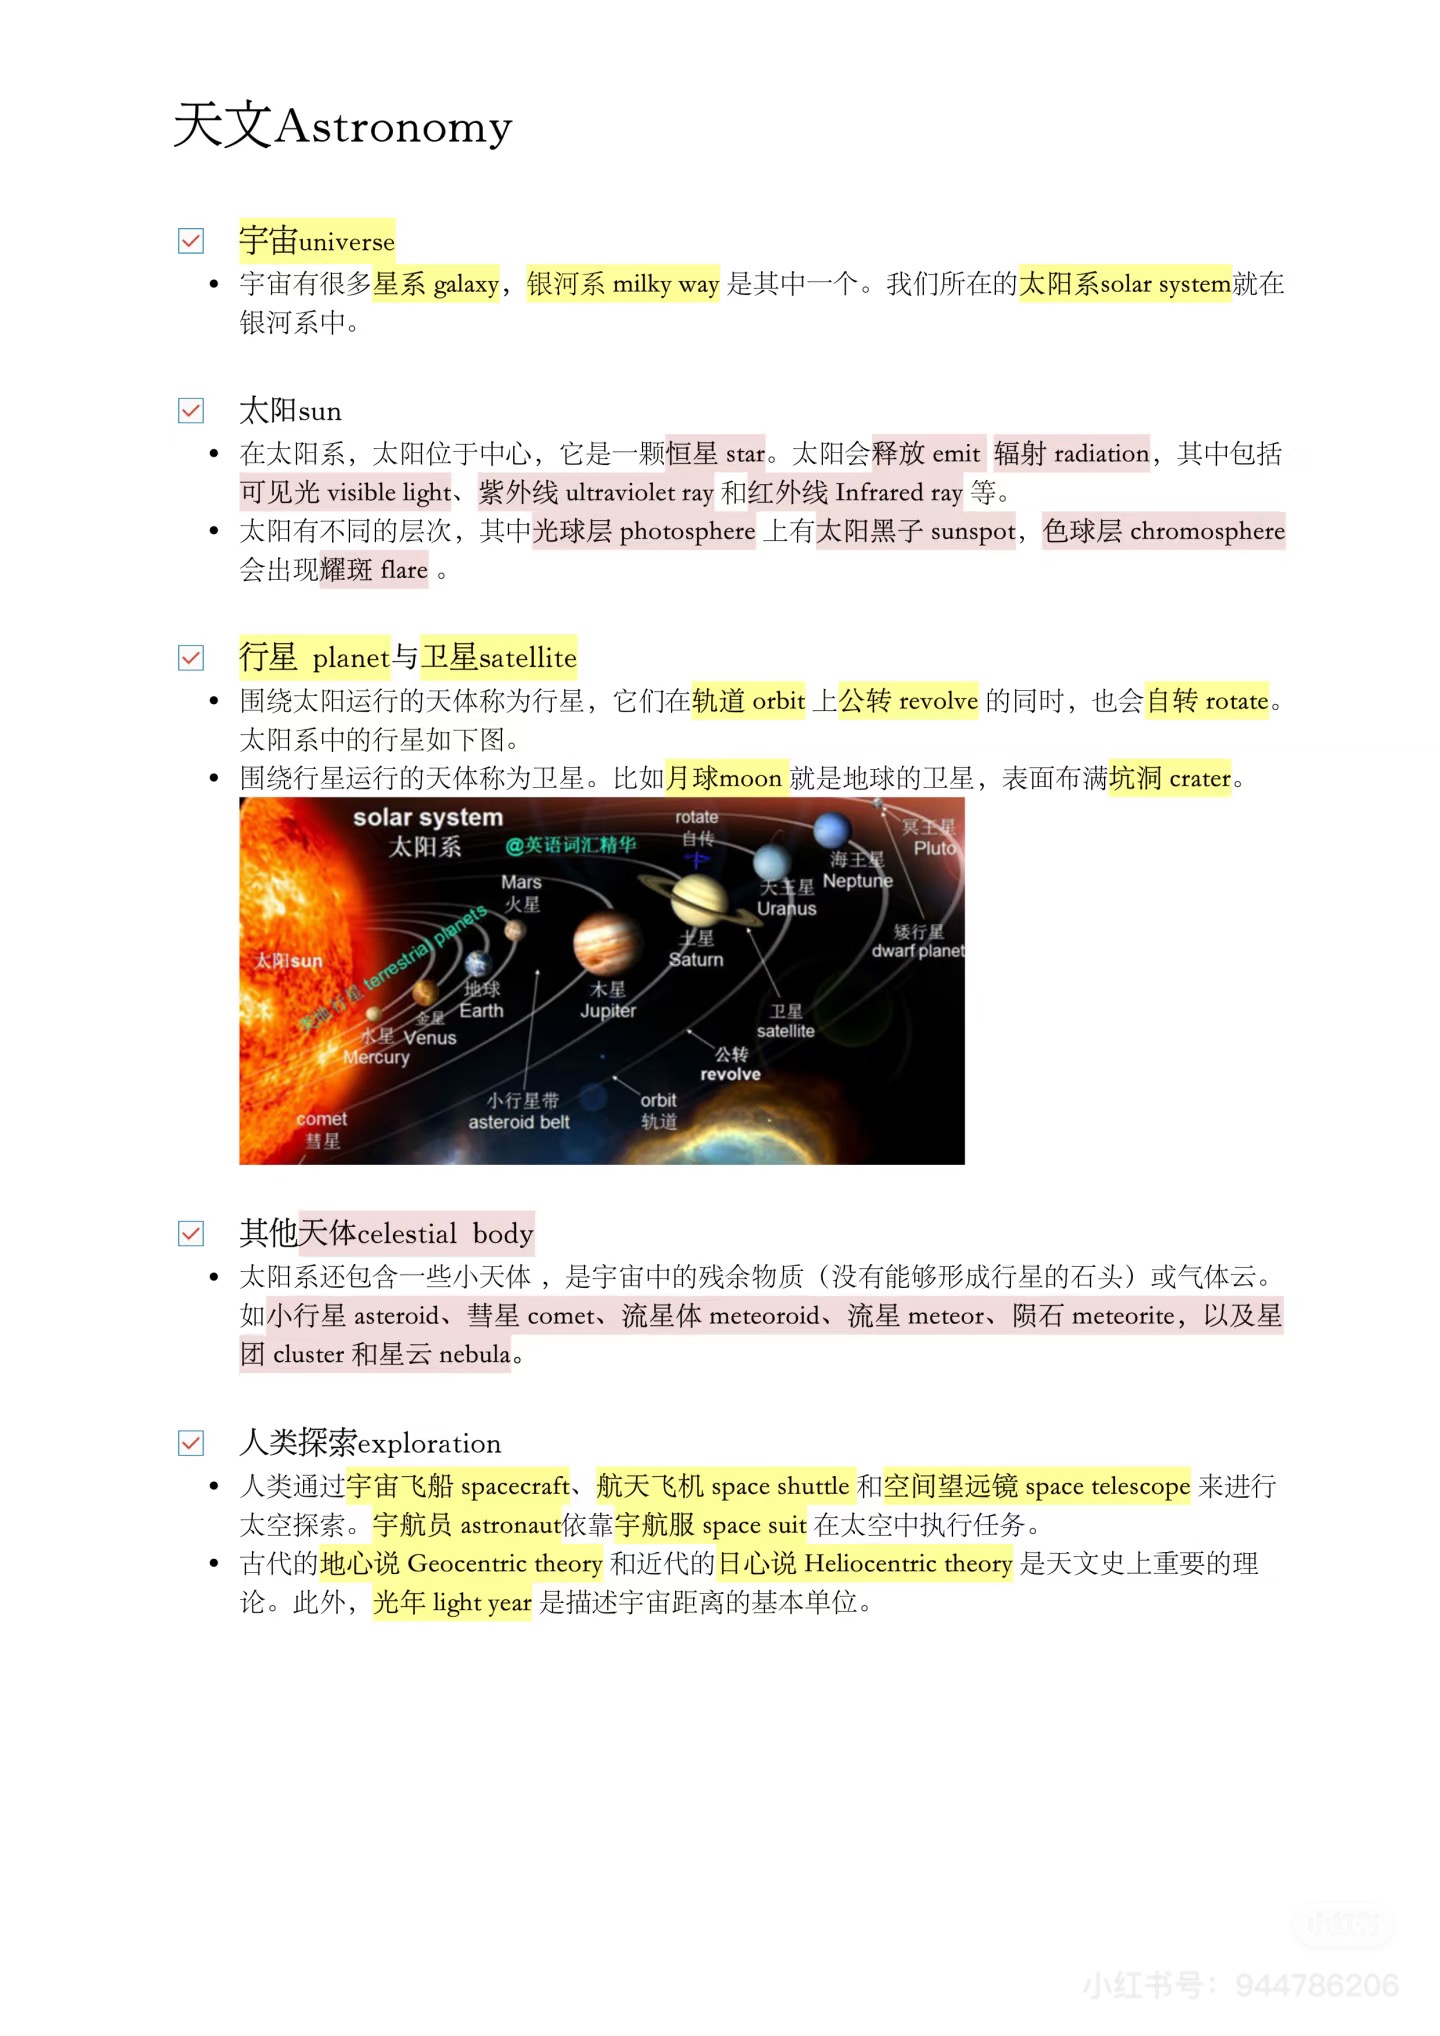 天文Astronomy
宇宙universe
宇宙有很多星系 galaxy，银河系 milky way 是其中一个。我们所在的太阳系solar system就在
银河系中。
太阳sun
在太阳系，太阳位于中心，它是一颗恒星 star。太阳会释放 emit 辐射 radiation，其中包括
可见光 visible light、紫外线 ultraviolet ray 和红外线 Infrared ray 等。
太阳有不同的层次，其中光球层 photosphere 上有太阳黑子 sunspot，色球层 chromosphere
会出现耀斑 flare 。
行星 planet与卫星satellite
围绕太阳运行的天体称为行星，它们在轨道 orbit 上公转 revolve 的同时，也会自转 rotate。
太阳系中的行星如下图。
围绕行星运行的天体称为卫星。比如月球moon 就是地球的卫星，表面布满坑洞 crater。
solar system
太阳系
@英语词汇精华
rotate
自传
冥王星
Pluto
海王星
Neptune
天王星
Uranus
Mars
火星
土星
Saturn
矮行星
dwarf planet
太阳sun
类地行星 terrestrial planets
地球
Earth
木星
Jupiter
卫星
satellite
金星
Venus
水星
Mercury
公转
revolve
小行星带
asteroid belt
orbit
轨道
comet
彗星
其他天体celestial body
太阳系还包含一些小天体 ，是宇宙中的残余物质（没有能够形成行星的石头）或气体云。
如小行星 asteroid、彗星 comet、流星体 meteoroid、流星 meteor、陨石 meteorite，以及星
团 cluster 和星云 nebula。
人类探索exploration
人类通过宇宙飞船 spacecraft、航天飞机 space shuttle 和空间望远镜 space telescope 来进行
太空探索。宇航员 astronaut依靠宇航服 space suit 在太空中执行任务。
古代的地心说 Geocentric theory 和近代的日心说 Heliocentric theory 是天文史上重要的理
论。此外，光年 light year 是描述宇宙距离的基本单位。
小红书
小红书号：944786206